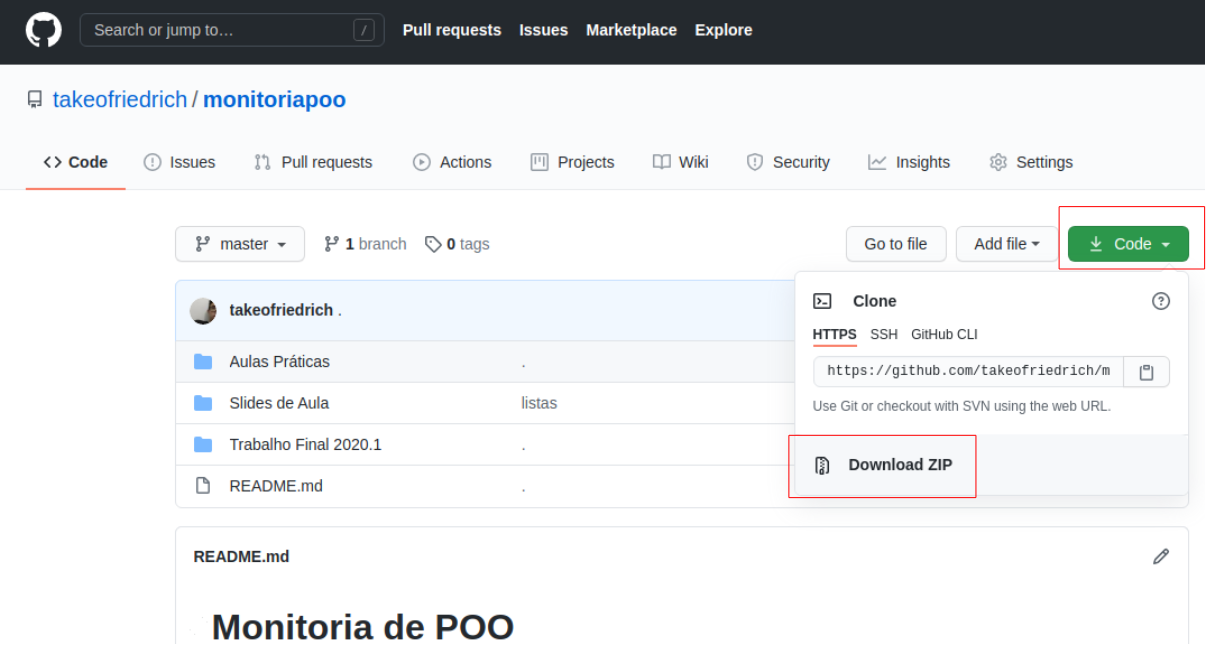 Search or jump to… / Pull requests Issues Marketplace Explore
takeofriedrich / monitoriapoo
<> Code Issues Pull requests Actions Projects Wiki Security Insights Settings
master 1 branch 0 tags Go to file Add file Code
Clone
takeofriedrich .
HTTPS SSH GitHub CLI
Aulas Práticas .
https://github.com/takeofriedrich/m
Slides de Aula listas
Use Git or checkout with SVN using the web URL.
Trabalho Final 2020.1 .
Download ZIP
README.md .
README.md
Monitoria de POO